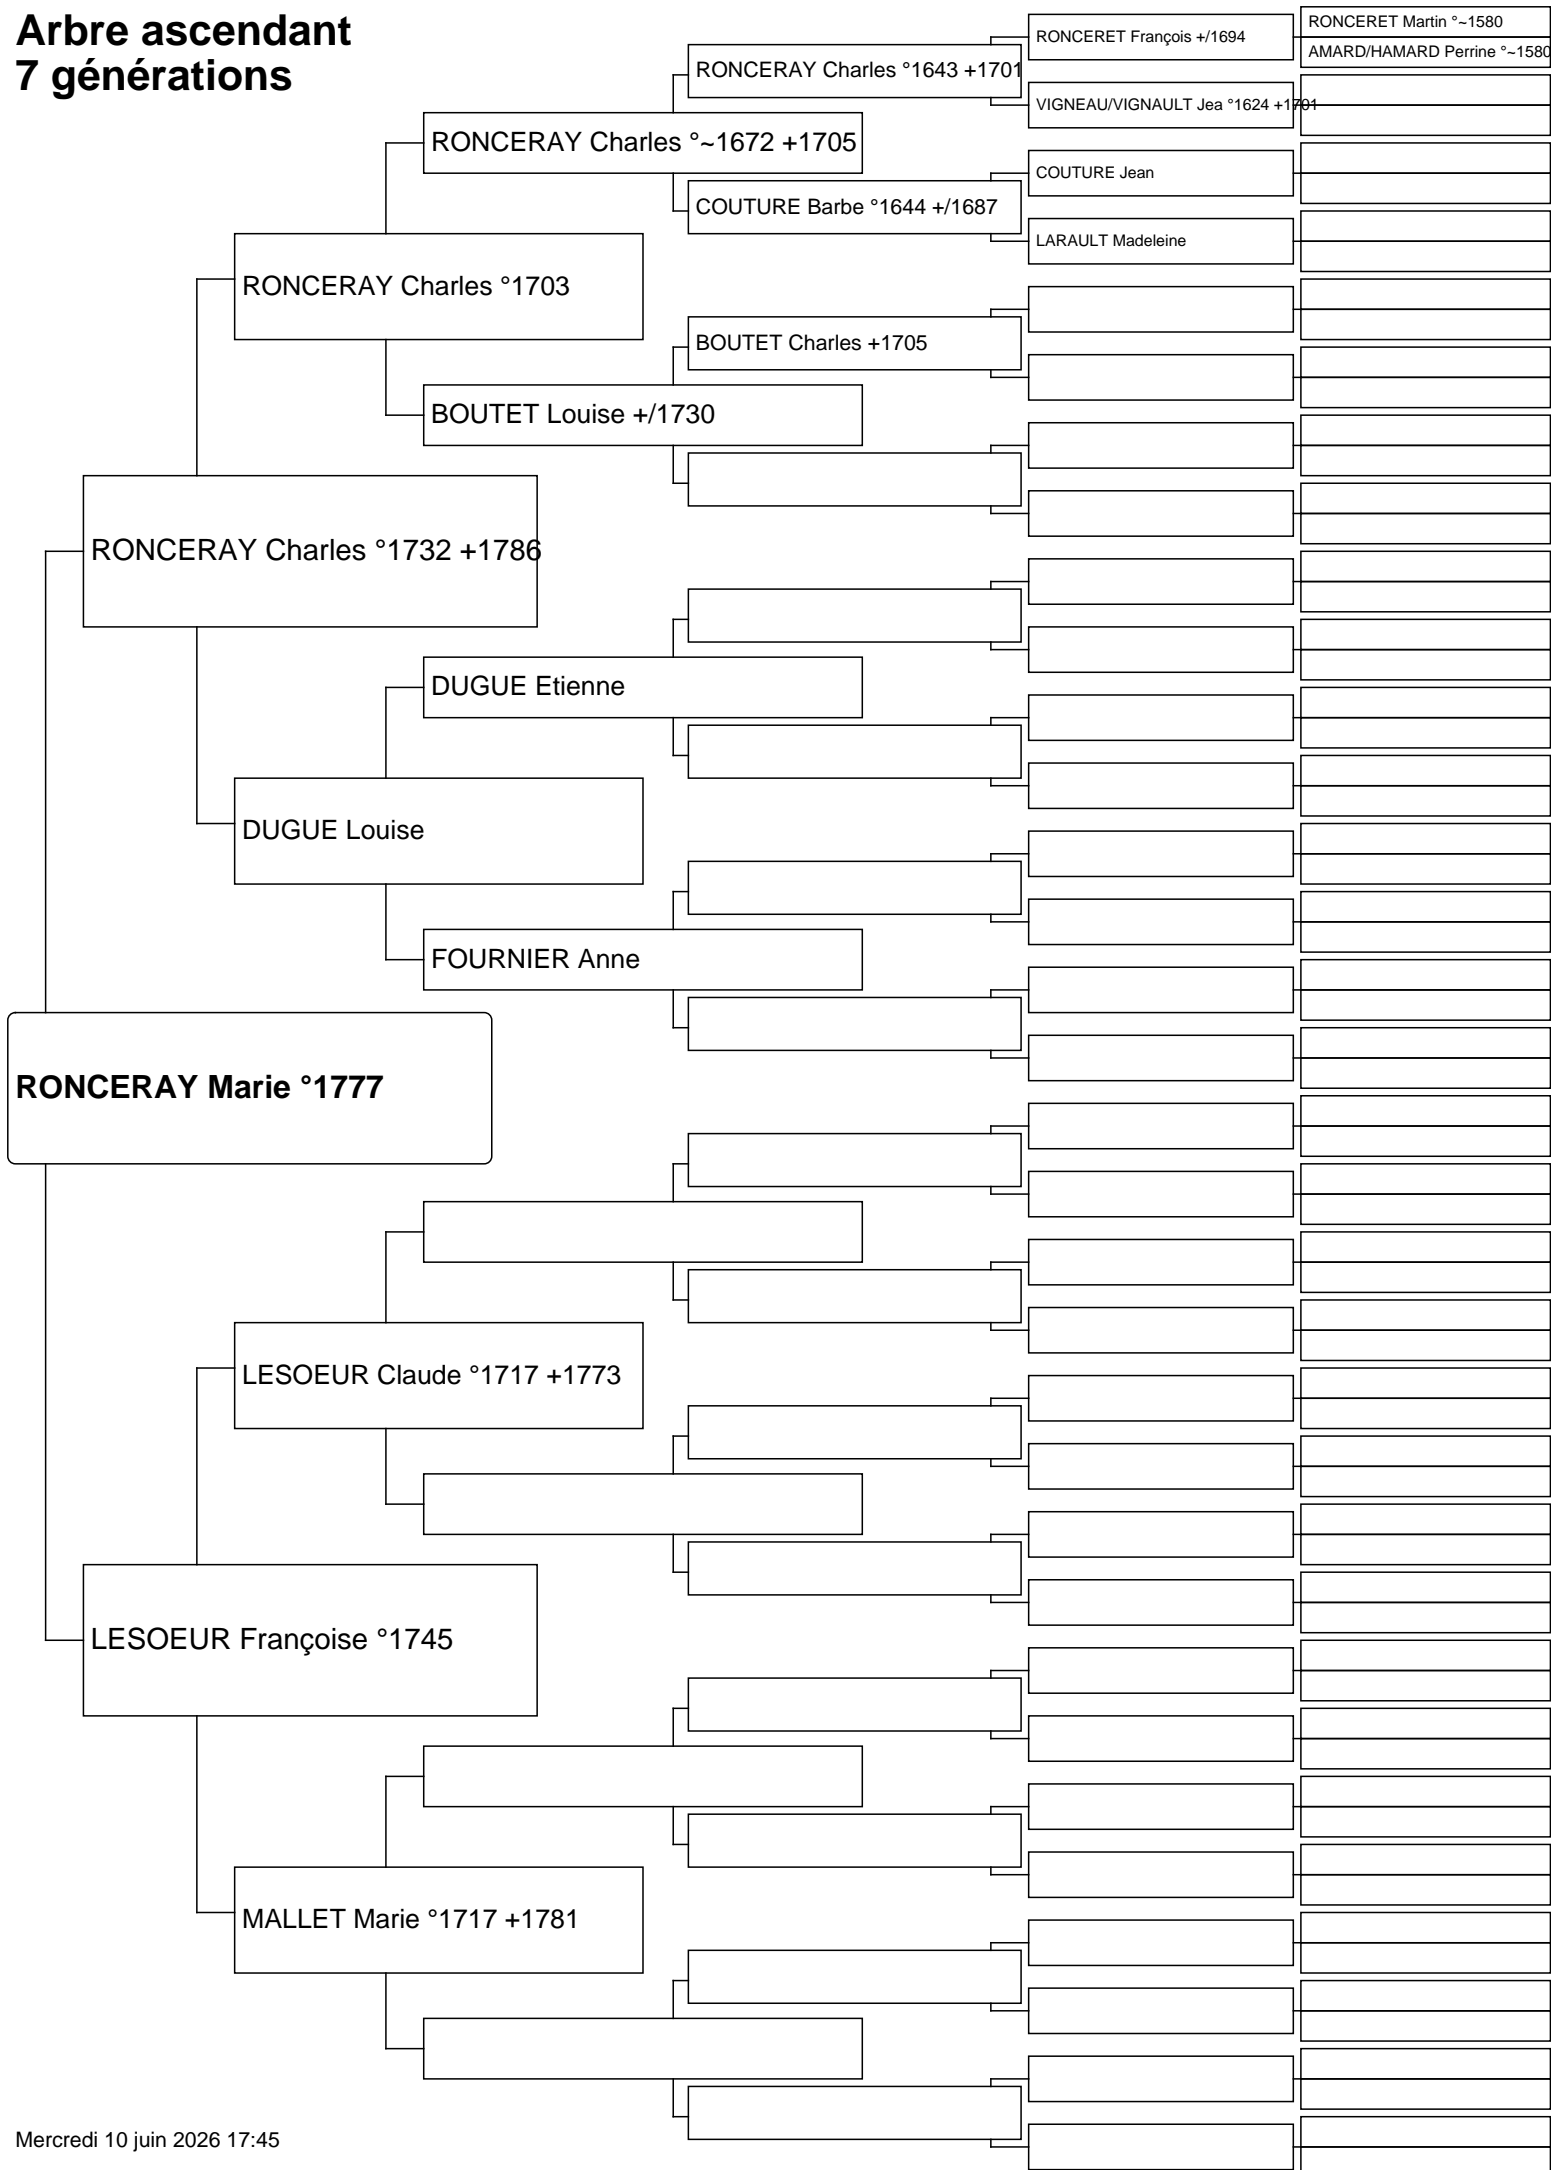 Arbre ascendant
7 générations
RONCERET Martin °~1580
RONCERET François +/1694
AMARD/HAMARD Perrine °~1580
RONCERAY Charles °1643 +1701
VIGNEAU/VIGNAULT Jea °1624 +1701
RONCERAY Charles °~1672 +1705
COUTURE Jean
COUTURE Barbe °1644 +/1687
LARAULT Madeleine
RONCERAY Charles °1703
BOUTET Charles +1705
BOUTET Louise +/1730
RONCERAY Charles °1732 +1786
DUGUE Etienne
DUGUE Louise
FOURNIER Anne
RONCERAY Marie °1777
LESOEUR Claude °1717 +1773
LESOEUR Françoise °1745
MALLET Marie °1717 +1781
Mercredi 10 juin 2026 17:45